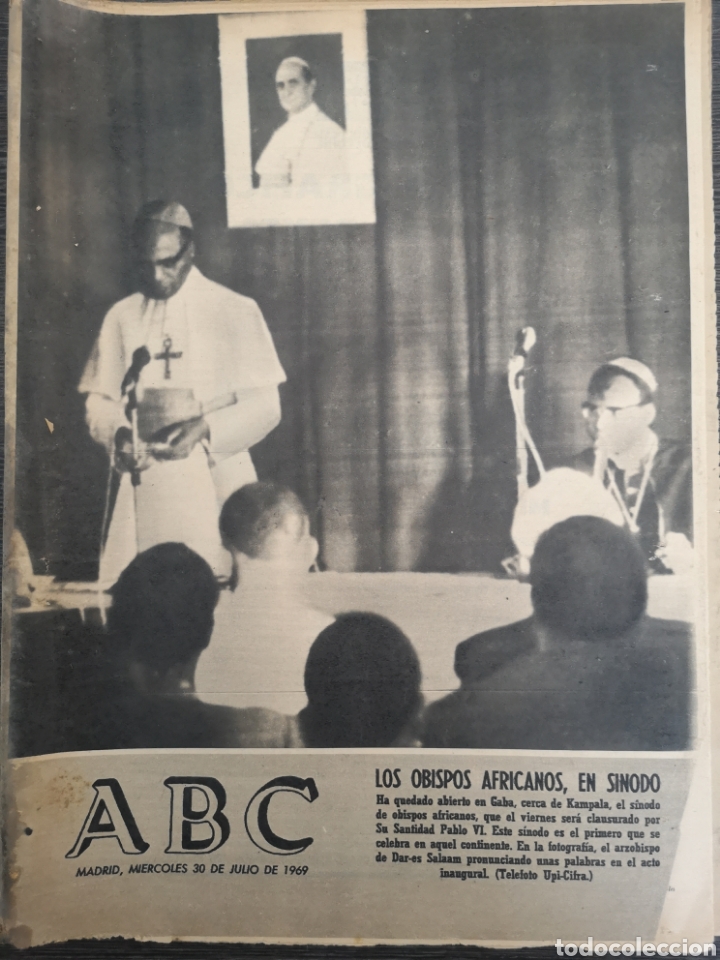 ABC
MADRID, MIERCOLES 30 DE JULIO DE 1969
LOS OBISPOS AFRICANOS, EN SINODO
Ha quedado abierto en Gaba, cerca de Kampala, el sínodo
de obispos africanos, que el viernes será clausurado por
Su Santidad Pablo VI. Este sínodo es el primero que se
celebra en aquel continente. En la fotografía, el arzobispo
de Dar-es Salaam pronunciando unas palabras en el acto
inaugural. (Telefoto Upi-Cifra.)
todocoleccion